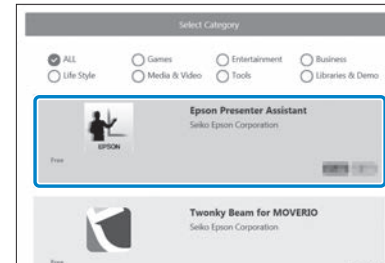 Select Category
ALL Games Entertainment Business
Life Style Media & Video Tools Libraries & Demo
Epson Presenter Assistant
Seiko Epson Corporation
EPSON
Free
Twonky Beam for MOVERIO
Seiko Epson Corporation
Free